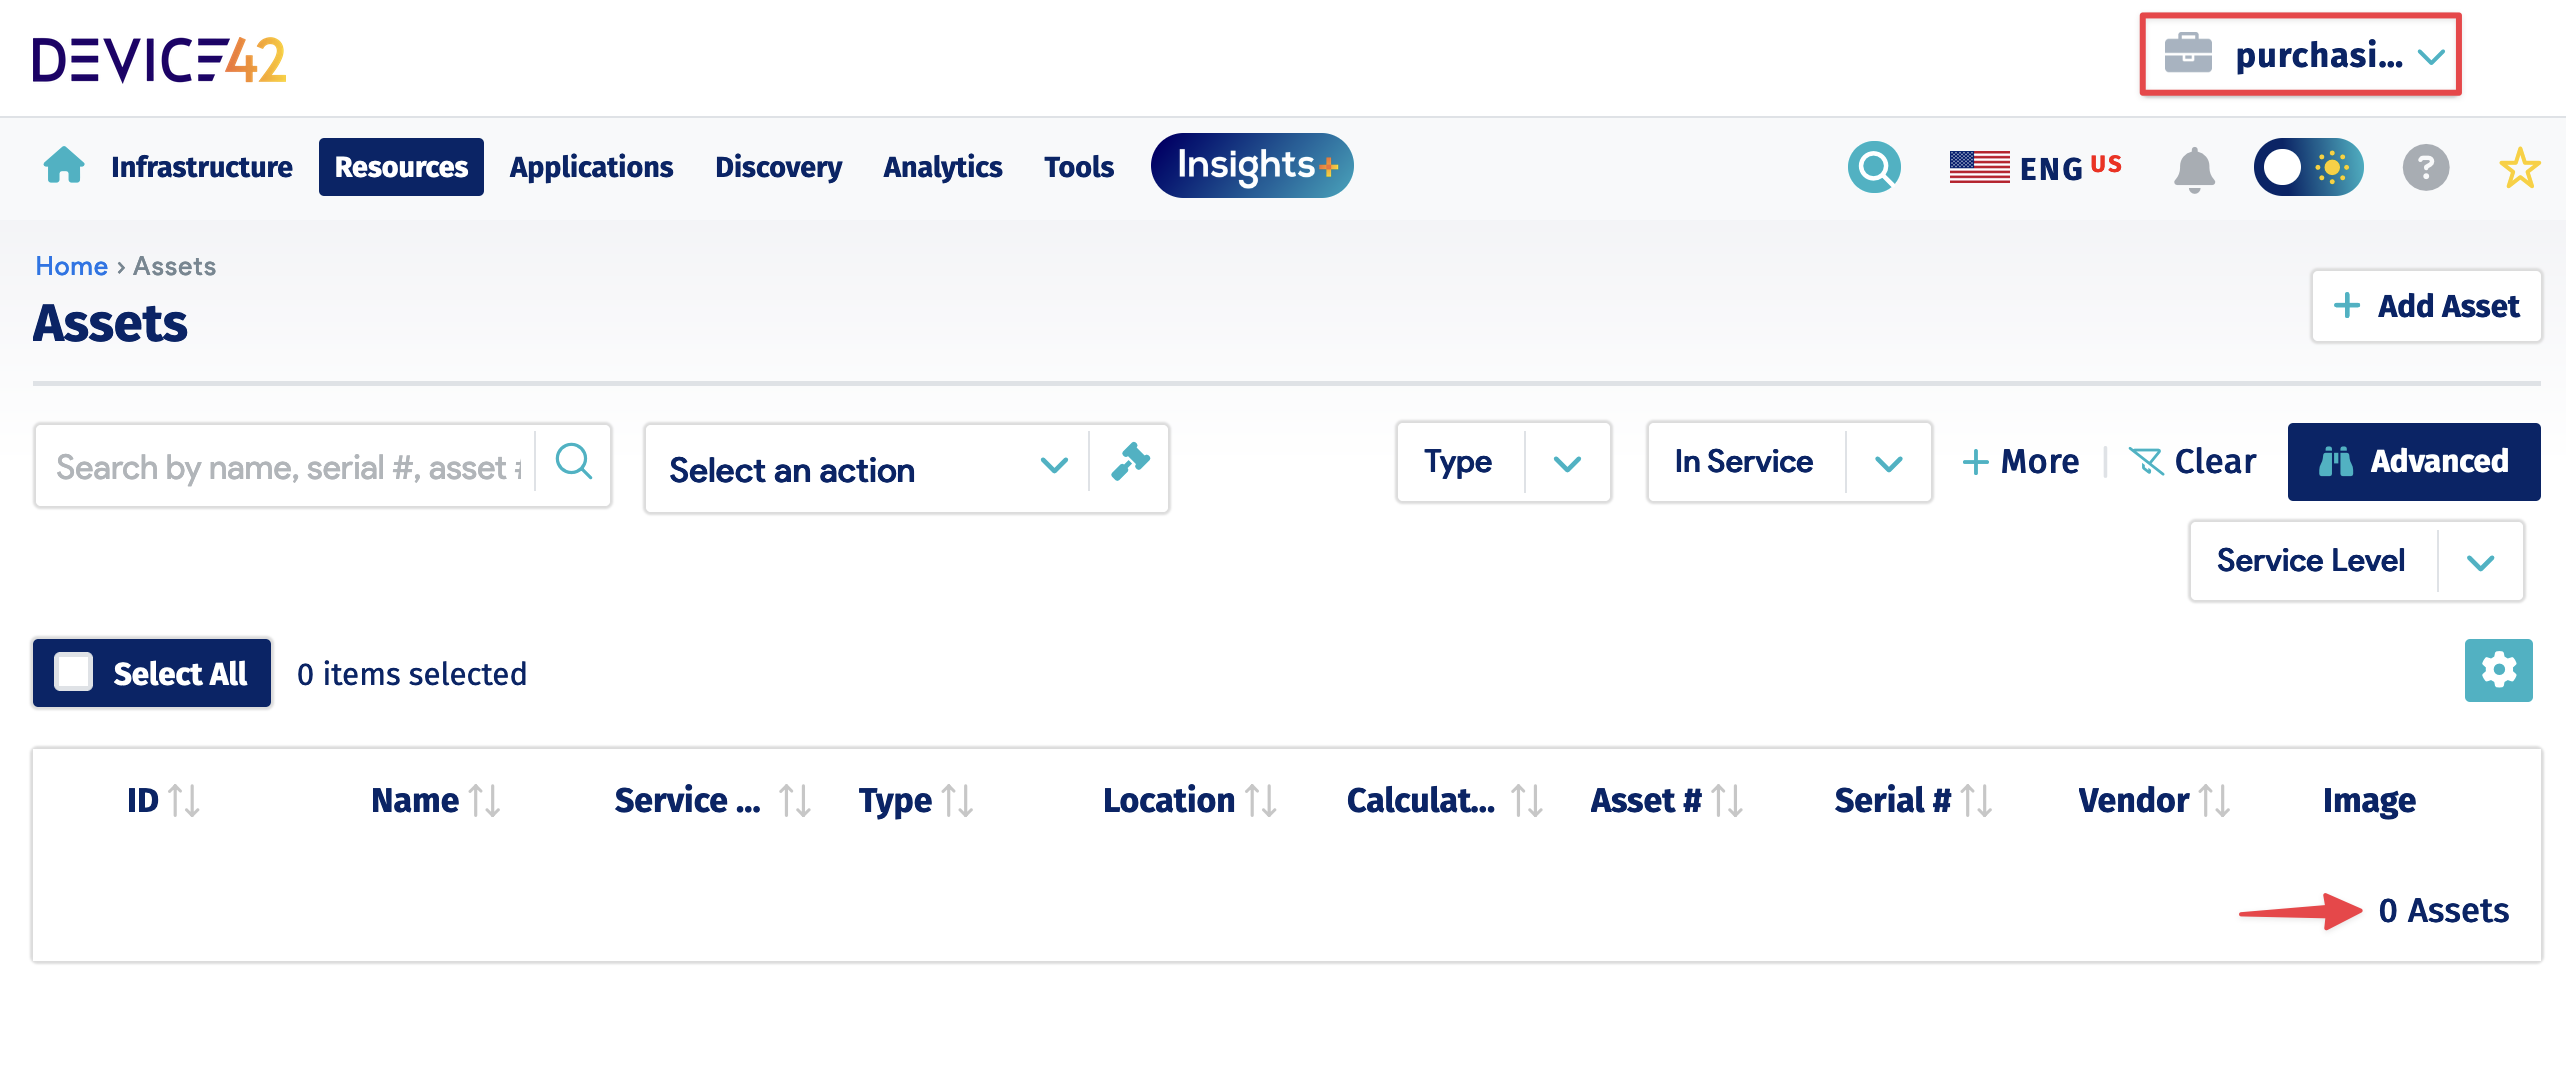 DEVICE42
purchasi...
Infrastructure Resources Applications Discovery Analytics Tools Insights+ ENG US ?
Home › Assets
Assets
+ Add Asset
Search by name, serial #, asset #
Select an action
Type
In Service
+ More
Clear
Advanced
Service Level
Select All
0 items selected
ID Name Service ... Type Location Calculat... Asset # Serial # Vendor Image
0 Assets